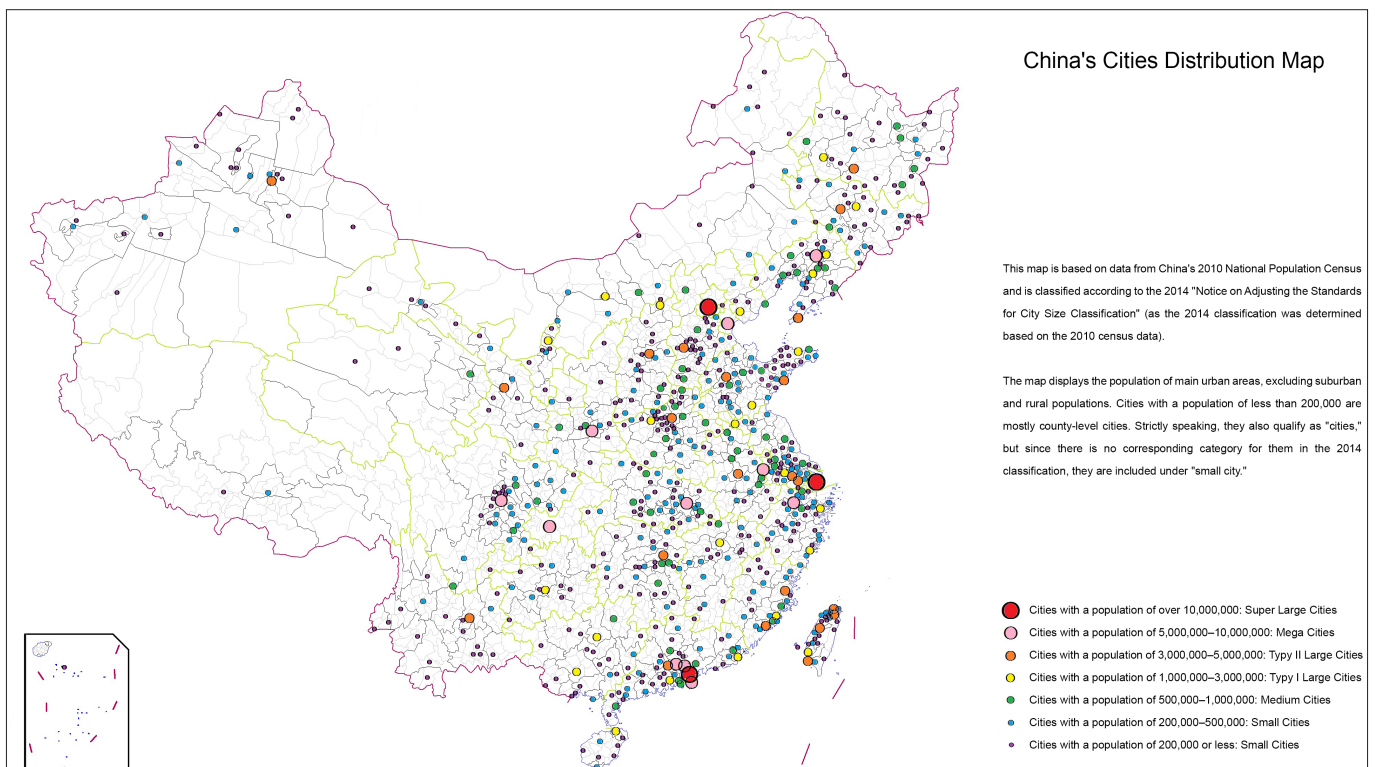 China's Cities Distribution Map
This map is based on data from China's 2010 National Population Census
and is classified according to the 2014 "Notice on Adjusting the Standards
for City Size Classification" (as the 2014 classification was determined
based on the 2010 census data).
The map displays the population of main urban areas, excluding suburban
and rural populations. Cities with a population of less than 200,000 are
mostly county-level cities. Strictly speaking, they also qualify as "cities,"
but since there is no corresponding category for them in the 2014
classification, they are included under "small city."
Cities with a population of over 10,000,000: Super Large Cities
Cities with a population of 5,000,000–10,000,000: Mega Cities
Cities with a population of 3,000,000–5,000,000: Typy II Large Cities
Cities with a population of 1,000,000–3,000,000: Typy I Large Cities
Cities with a population of 500,000–1,000,000: Medium Cities
Cities with a population of 200,000–500,000: Small Cities
Cities with a population of 200,000 or less: Small Cities